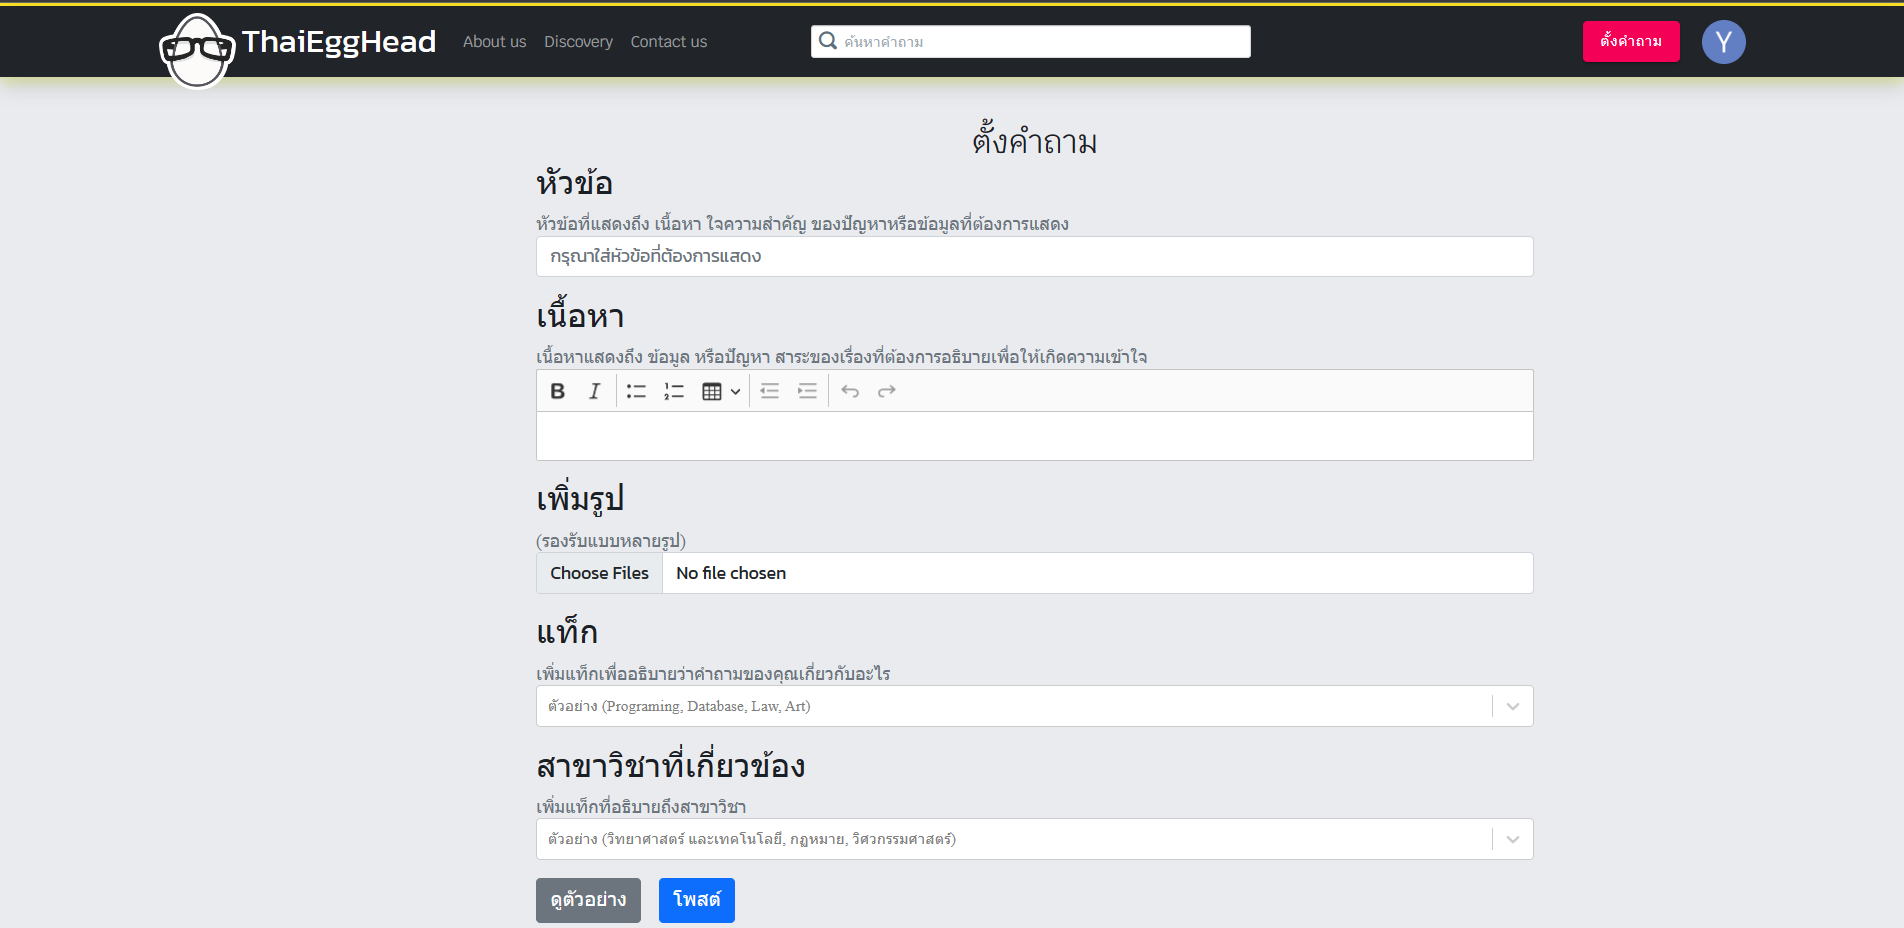 ThaiEggHead About us Discovery Contact us ค้นหาคำถาม ตั้งคำถาม Y
ตั้งคำถาม
หัวข้อ
หัวข้อที่แสดงถึง เนื้อหา ใจความสำคัญ ของปัญหาหรือข้อมูลที่ต้องการแสดง
กรุณาใส่หัวข้อที่ต้องการแสดง
เนื้อหา
เนื้อหาแสดงถึง ข้อมูล หรือปัญหา สาระของเรื่องที่ต้องการอธิบายเพื่อให้เกิดความเข้าใจ
B I
เพิ่มรูป
(รองรับแบบหลายรูป)
Choose Files No file chosen
แท็ก
เพิ่มแท็กเพื่ออธิบายว่าคำถามของคุณเกี่ยวกับอะไร
ตัวอย่าง (Programing, Database, Law, Art)
สาขาวิชาที่เกี่ยวข้อง
เพิ่มแท็กที่อธิบายถึงสาขาวิชา
ตัวอย่าง (วิทยาศาสตร์ และเทคโนโลยี, กฏหมาย, วิศวกรรมศาสตร์)
ดูตัวอย่าง โพสต์